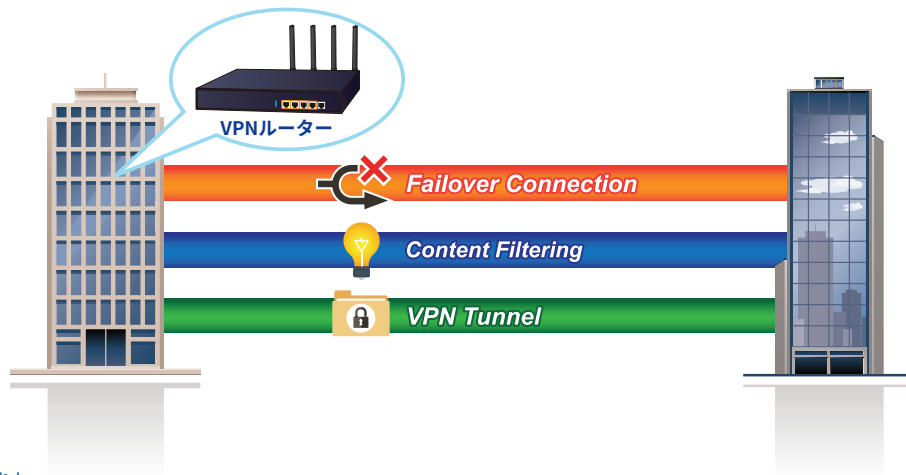 VPNルーター
Failover Connection
Content Filtering
VPN Tunnel